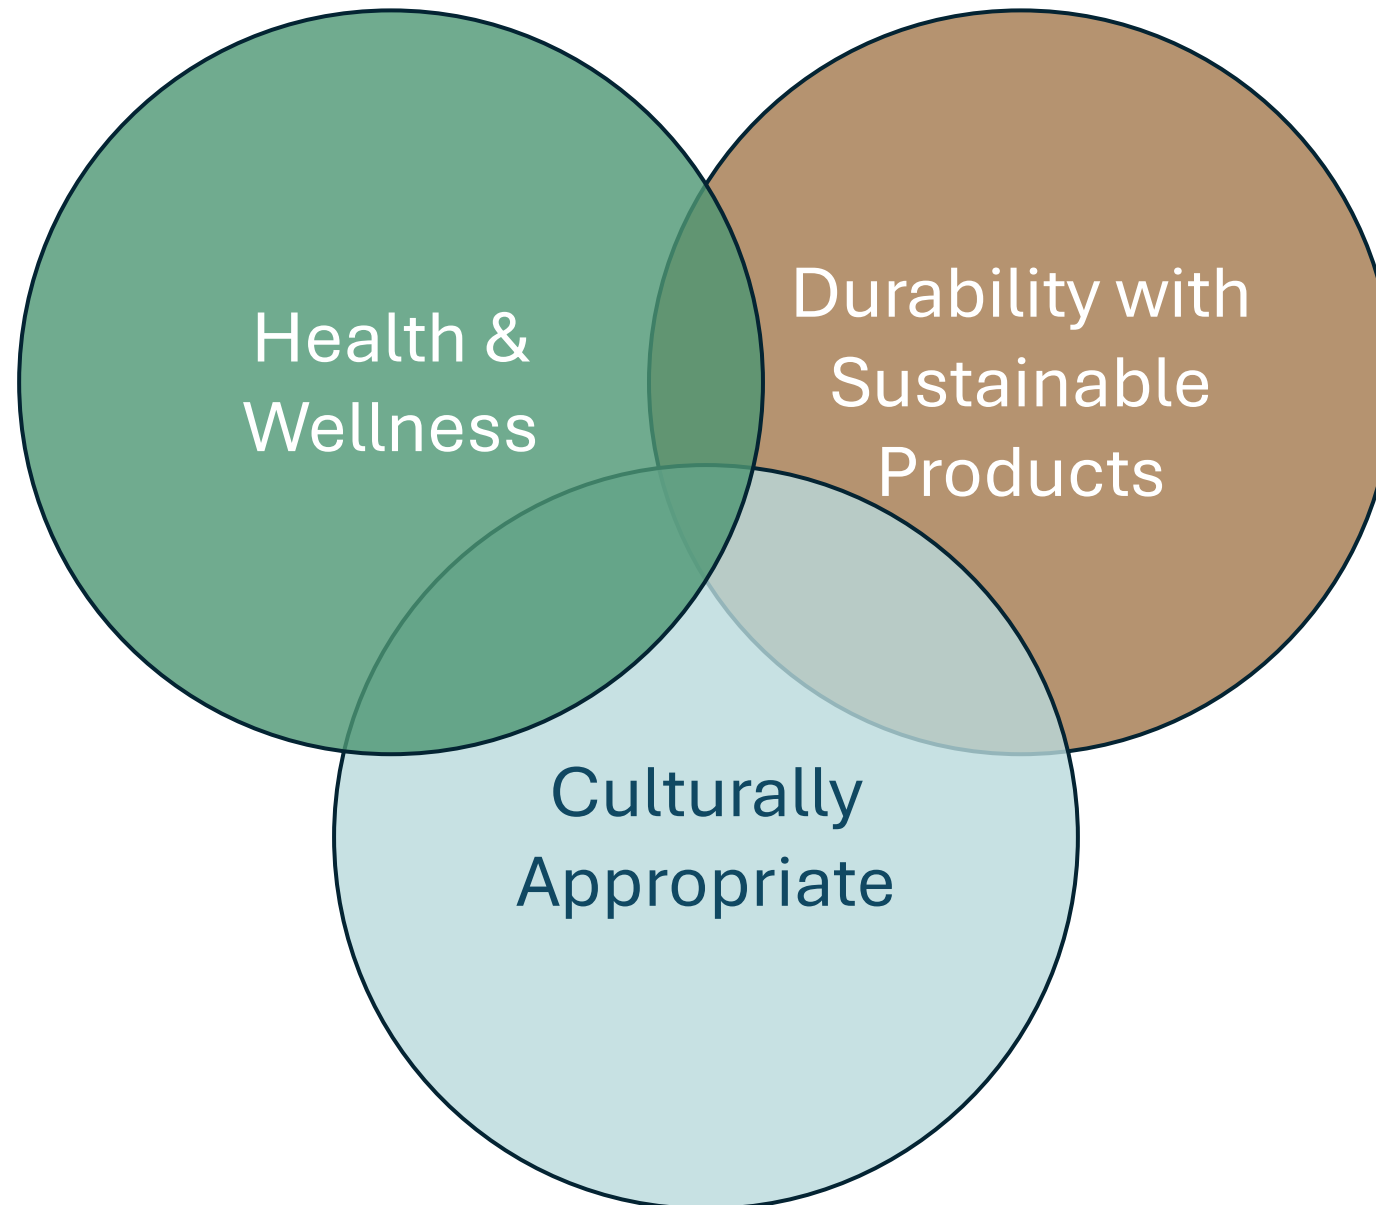 Health &
Wellness
Durability with
Sustainable
Products
Culturally
Appropriate